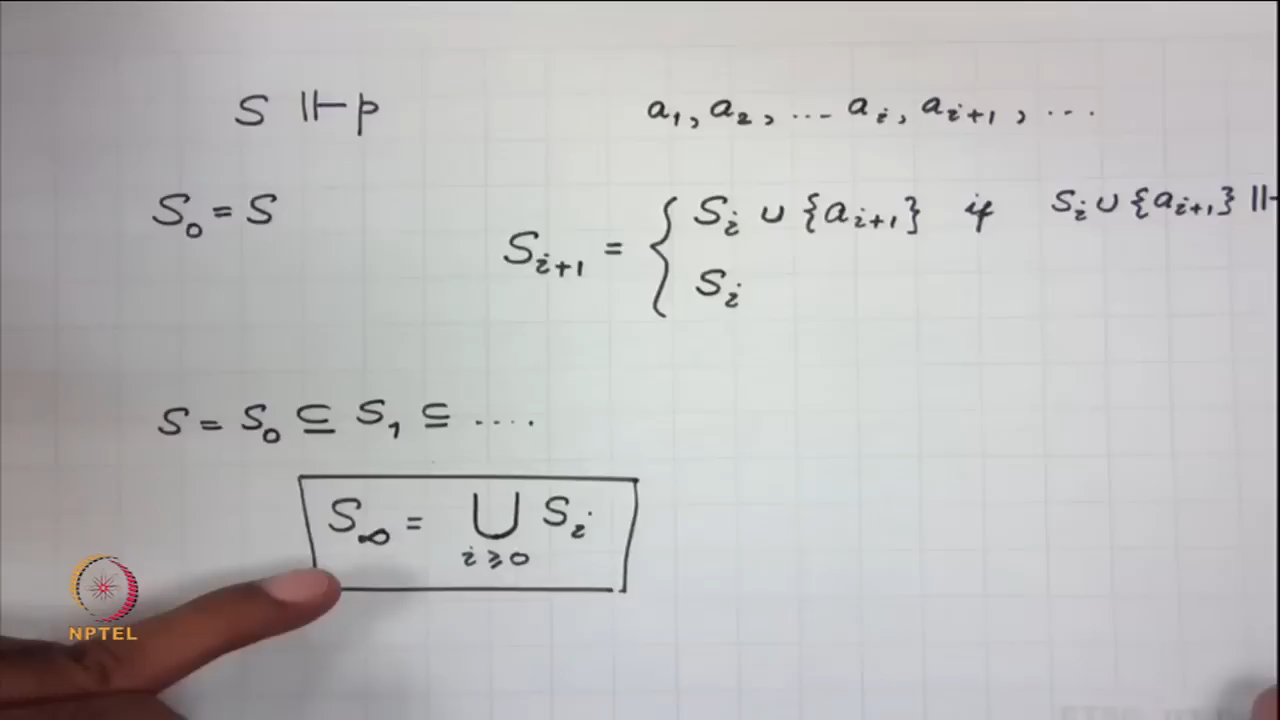 S ⊩ p a₁, a₂, ... aᵢ, aᵢ₊₁, ...
S₀ = S
Sᵢ₊₁ = { Sᵢ ∪ {aᵢ₊₁} if Sᵢ ∪ {aᵢ₊₁} ⊩
Sᵢ
S = S₀ ⊆ S₁ ⊆ ....
S∞ = ⋃ Sᵢ
i ⩾ 0
NPTEL